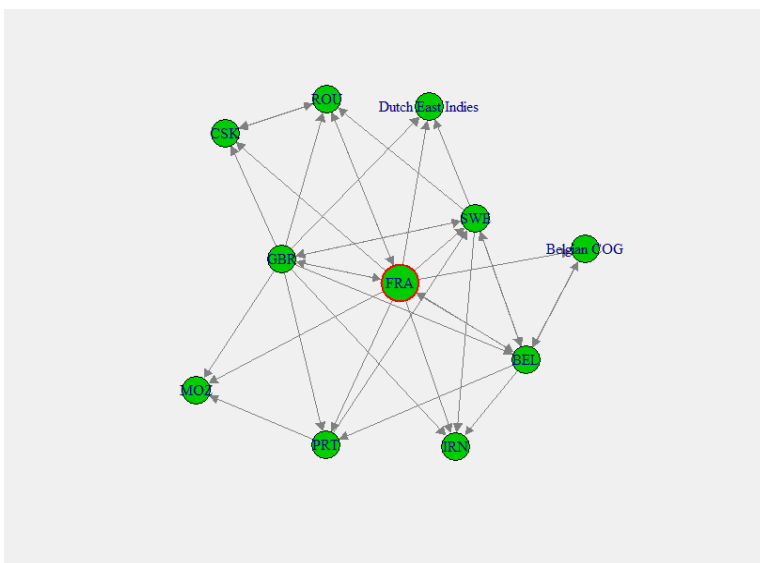 ROU
Dutch East Indies
CSK
SWE
Belgian COG
GBR
FRA
BEL
MOZ
PRT
IRN